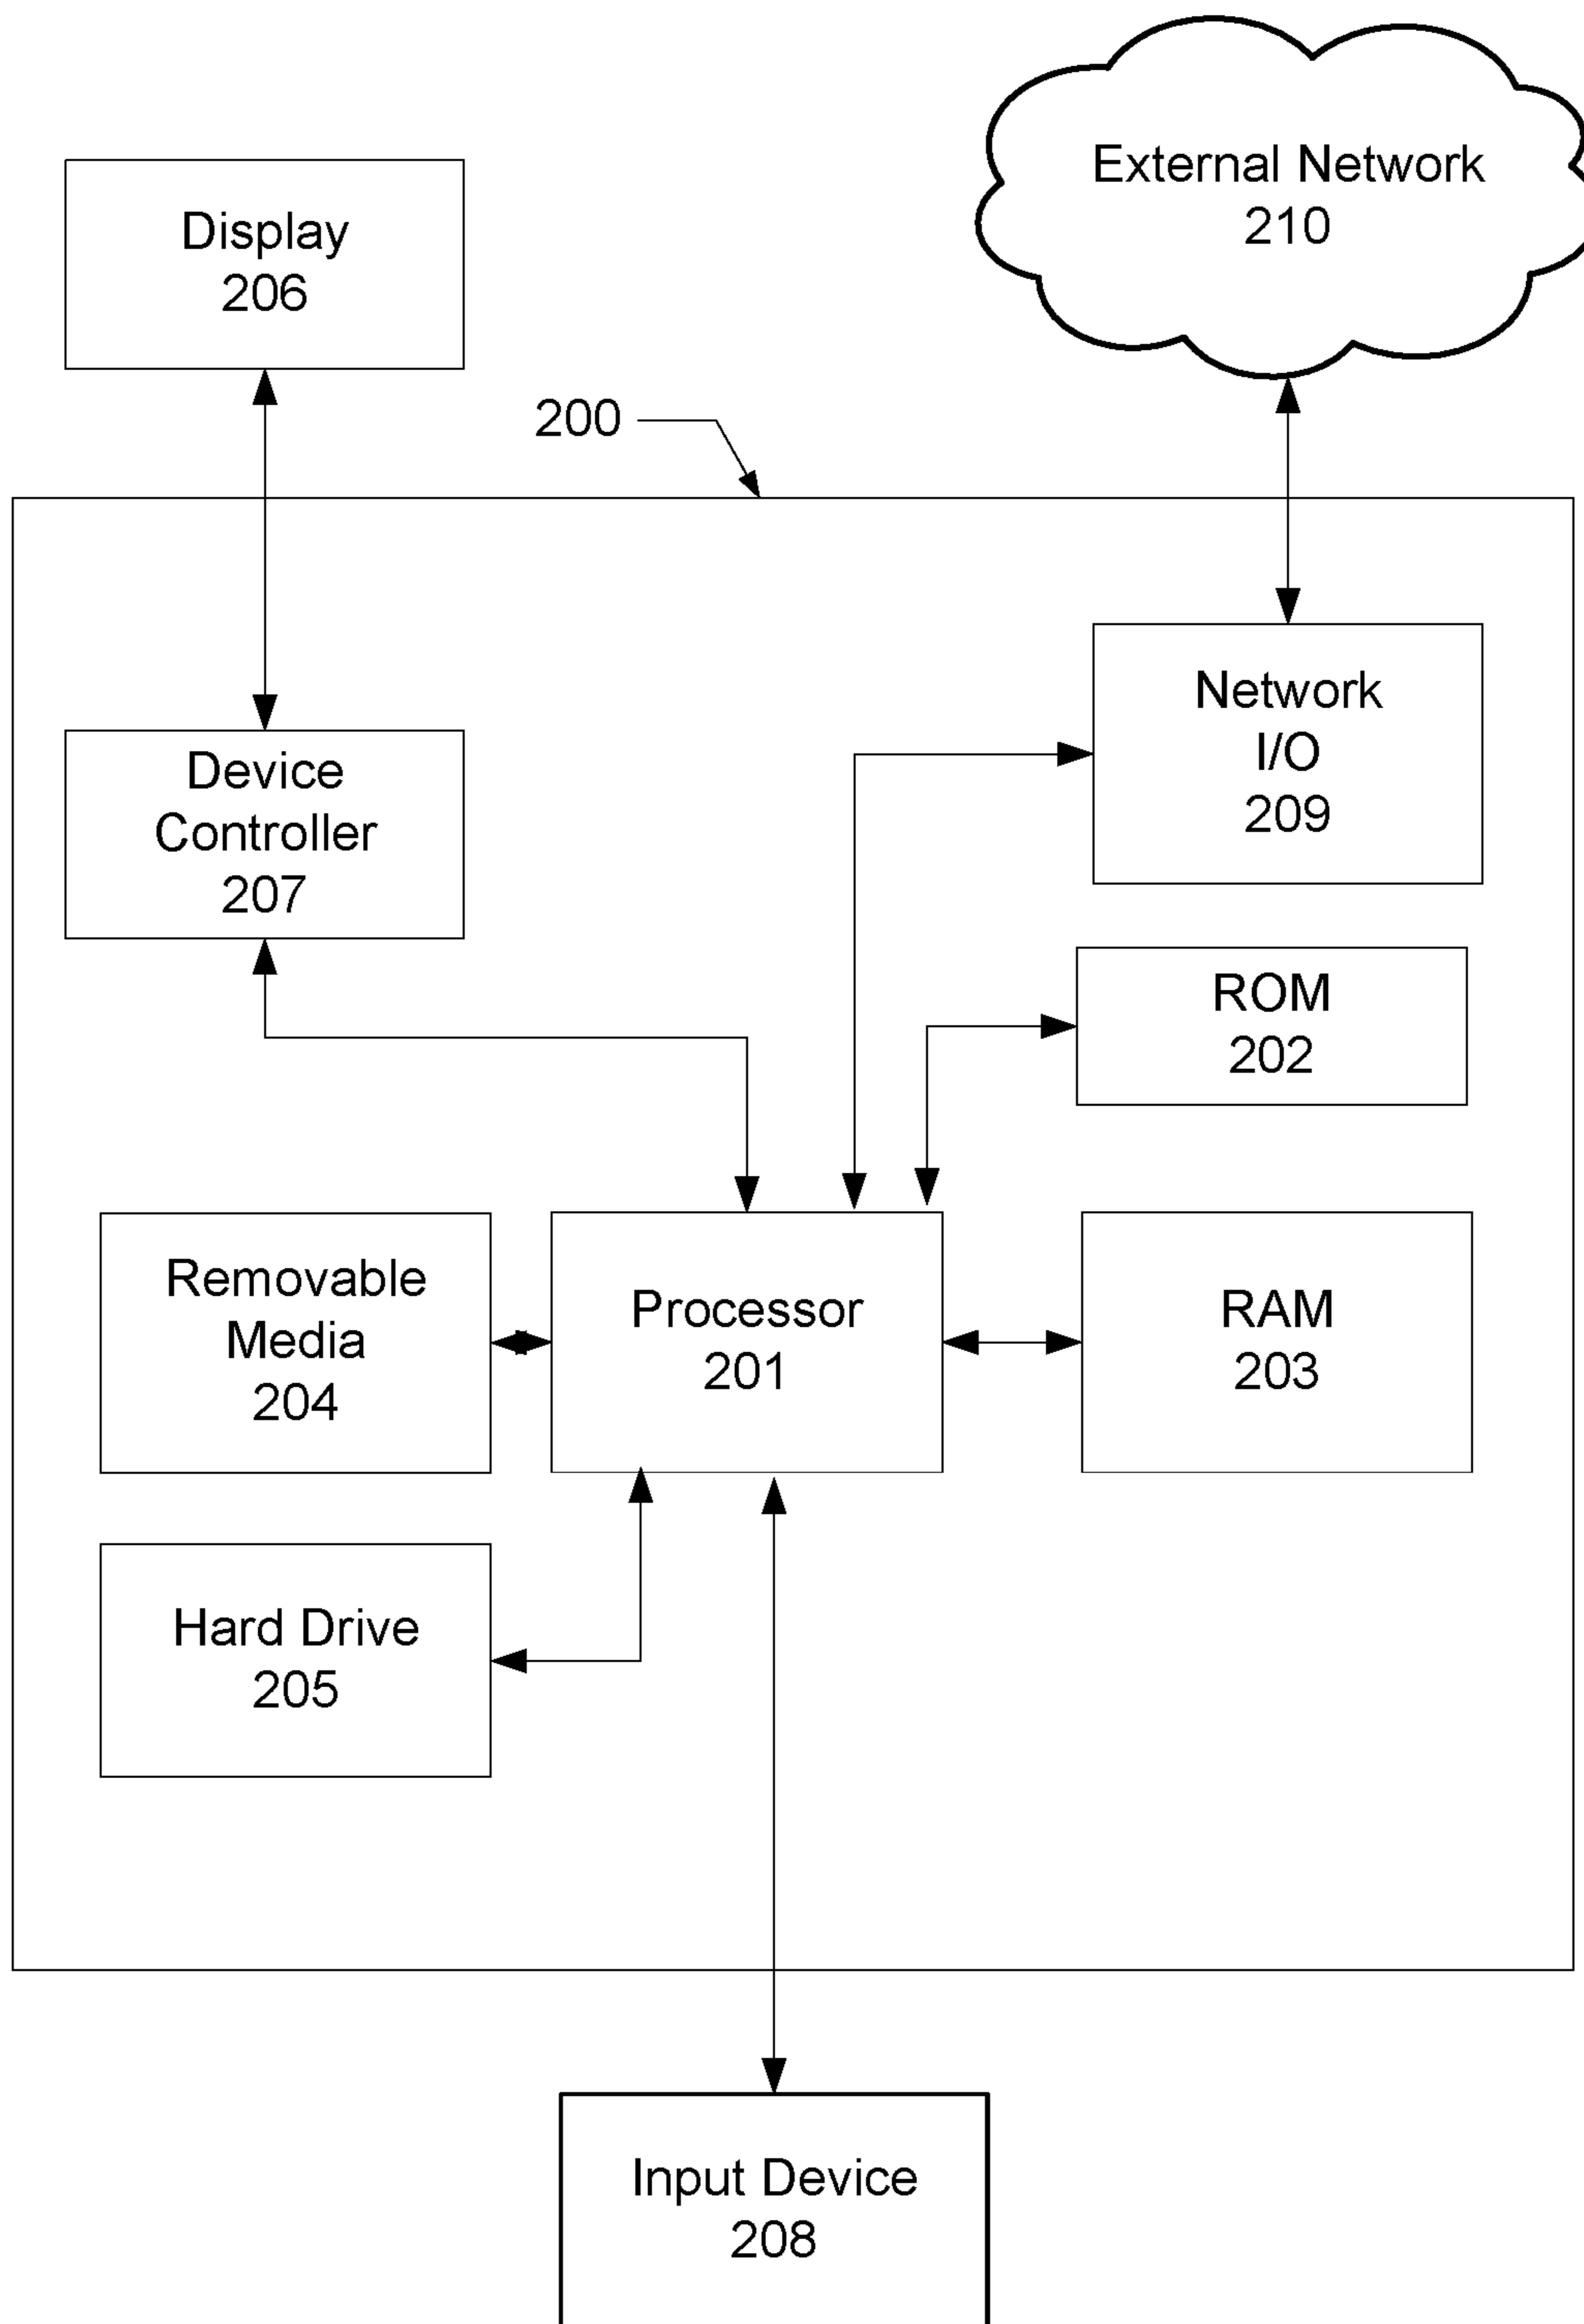 External Network
210
Display
206
200
Network
I/O
209
Device
Controller
207
ROM
202
Removable
Media
204
Processor
201
RAM
203
Hard Drive
205
Input Device
208